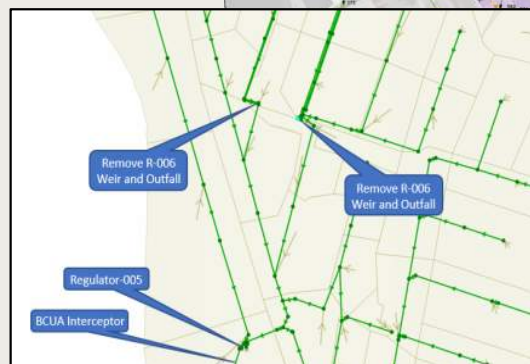 Remove R-006
Weir and Outfall
Remove R-006
Weir and Outfall
Regulator-005
BCUA Interceptor